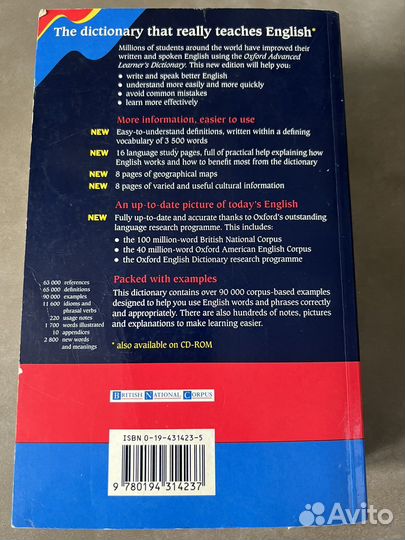 The dictionary that really teaches English*
Millions of students around the world have improved their
written and spoken English using the Oxford Advanced
Learner's Dictionary. This new edition will help you:
• write and speak better English
• understand more easily and more quickly
• avoid common mistakes
• learn more effectively
More information, easier to use
NEW Easy-to-understand definitions, written within a defining
vocabulary of 3 500 words
NEW 16 language study pages, full of practical help explaining how
English works and how to benefit most from the dictionary
NEW 8 pages of geographical maps
NEW 8 pages of varied and useful cultural information
An up-to-date picture of today's English
NEW Fully up-to-date and accurate thanks to Oxford's outstanding
language research programme. This includes:
• the 100 million-word British National Corpus
• the 40 million-word Oxford American English Corpus
• the Oxford English Dictionary research programme
Packed with examples
This dictionary contains over 90 000 corpus-based examples
designed to help you use English words and phrases correctly
and appropriately. There are also hundreds of notes, pictures
and explanations to make learning easier.
* also available on CD-ROM
63 000 references
65 000 definitions
90 000 examples
11 600 idioms and
phrasal verbs
220 usage notes
1 700 words illustrated
10 appendices
2 800 new words
and meanings
BRITISH NATIONAL CORPUS
ISBN 0-19-431423-5
9 780194 314237
Avito